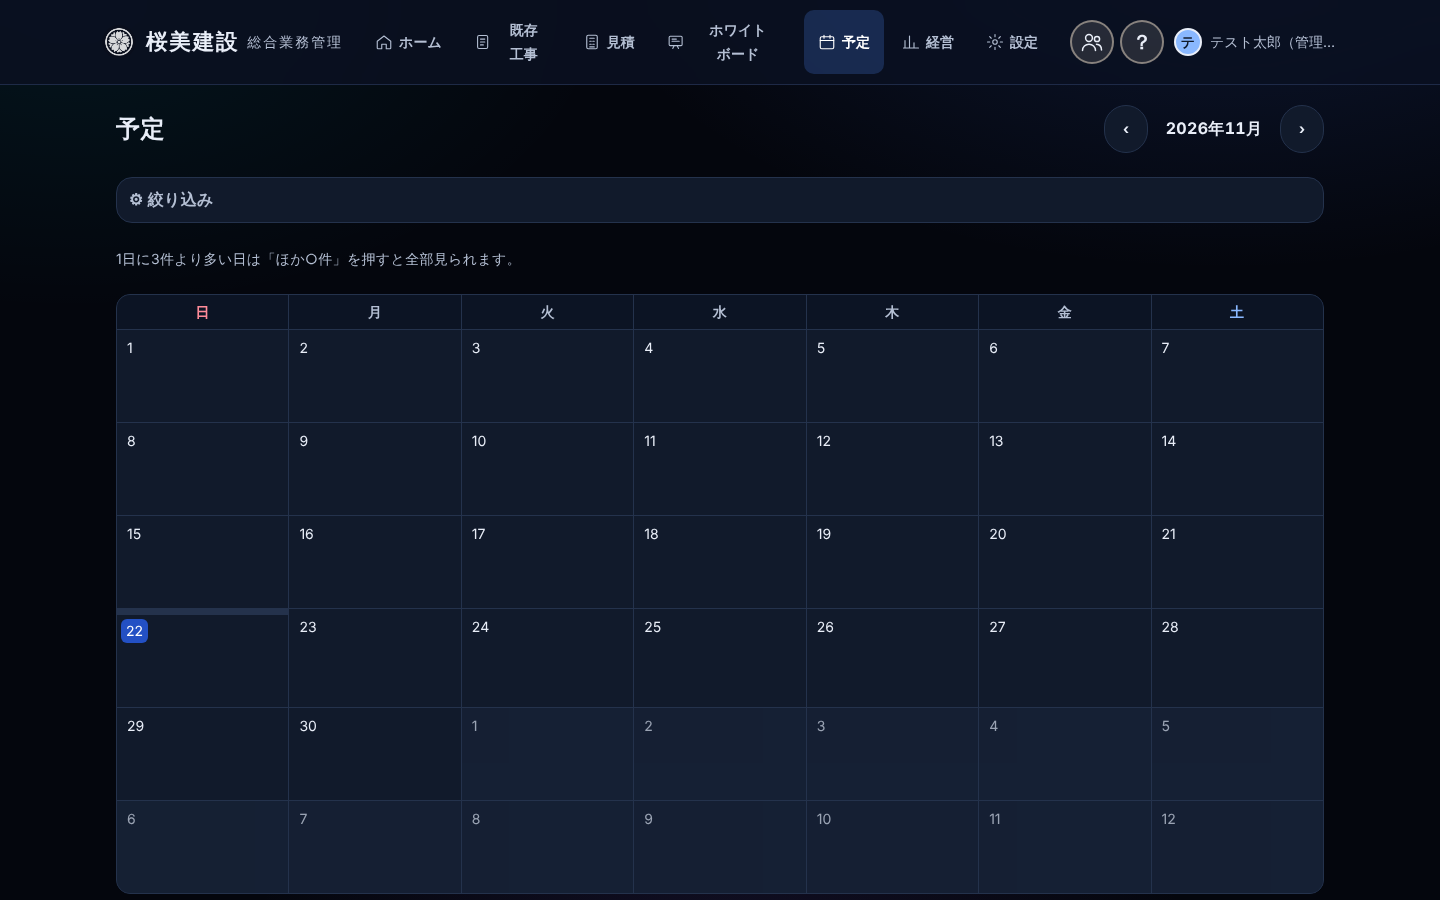 桜美建設 総合業務管理 ホーム 既存工事 見積 ホワイトボード 予定 経営 設定 ? テ テスト太郎（管理...
予定 ‹ 2026年11月 ›
⚙ 絞り込み
1日に3件より多い日は「ほか○件」を押すと全部見られます。
日 月 火 水 木 金 土
1 2 3 4 5 6 7
8 9 10 11 12 13 14
15 16 17 18 19 20 21
22 23 24 25 26 27 28
29 30 1 2 3 4 5
6 7 8 9 10 11 12